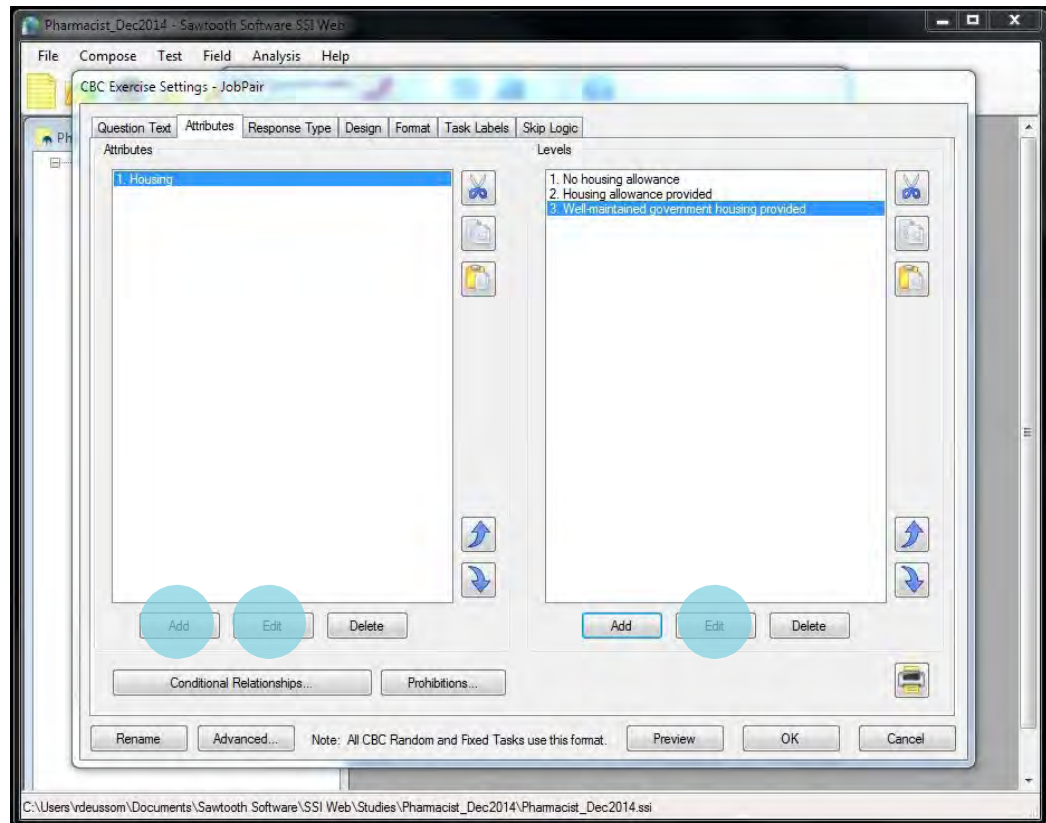 Pharmacist_Dec2014 - Sawtooth Software SSI Web
File Compose Test Field Analysis Help
CBC Exercise Settings - JobPair
Question Text Attributes Response Type Design Format Task Labels Skip Logic
Ph
Attributes Levels
1. Housing
1. No housing allowance
2. Housing allowance provided
3. Well-maintained government housing provided
Add Edit Delete Add Edit Delete
Conditional Relationships... Prohibitions...
Rename Advanced... Note: All CBC Random and Fixed Tasks use this format. Preview OK Cancel
C:\Users\rdeussom\Documents\Sawtooth Software\SSI Web\Studies\Pharmacist_Dec2014\Pharmacist_Dec2014.ssi